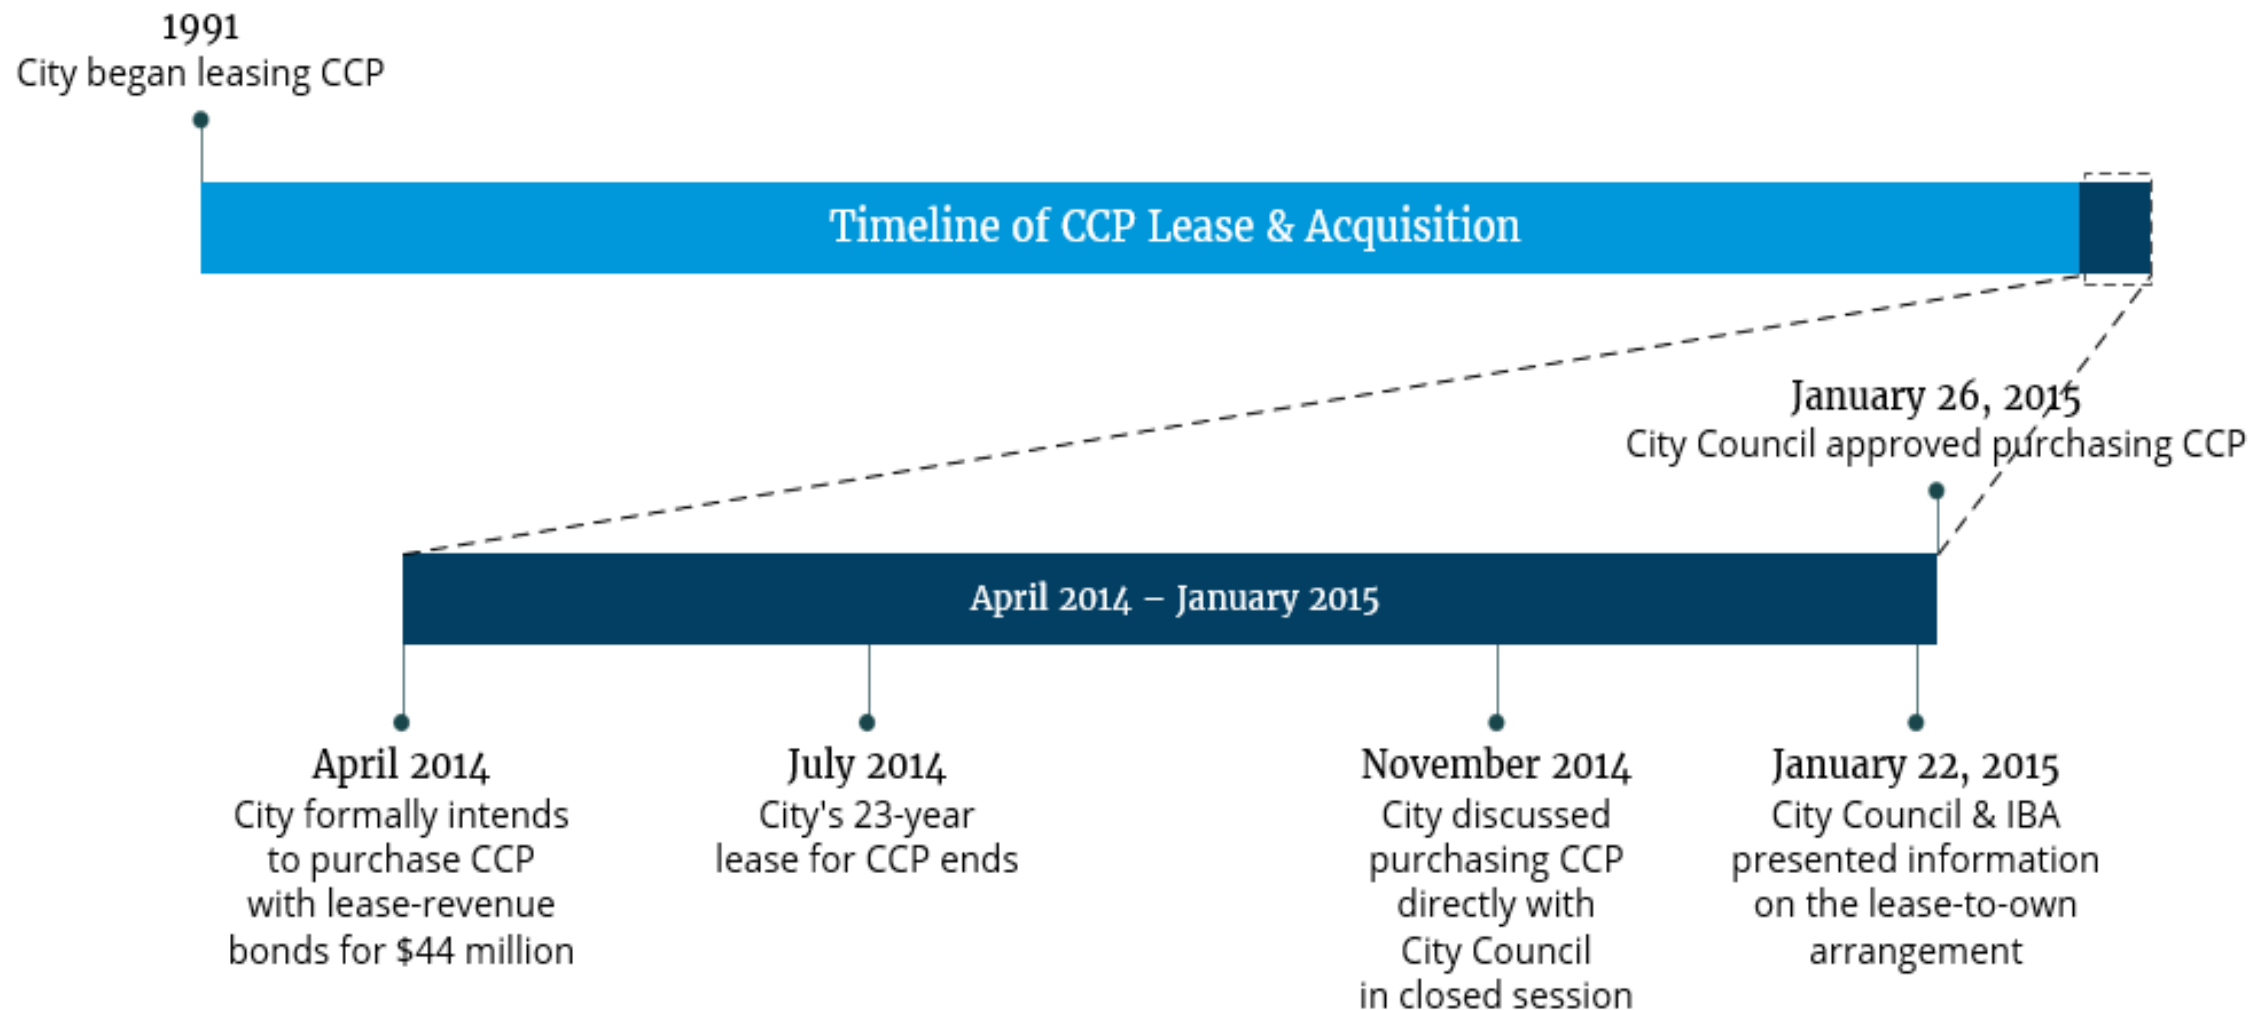 1991
City began leasing CCP
Timeline of CCP Lease & Acquisition
January 26, 2015
City Council approved purchasing CCP
April 2014 – January 2015
April 2014
City formally intends
to purchase CCP
with lease-revenue
bonds for $44 million
July 2014
City's 23-year
lease for CCP ends
November 2014
City discussed
purchasing CCP
directly with
City Council
in closed session
January 22, 2015
City Council & IBA
presented information
on the lease-to-own
arrangement